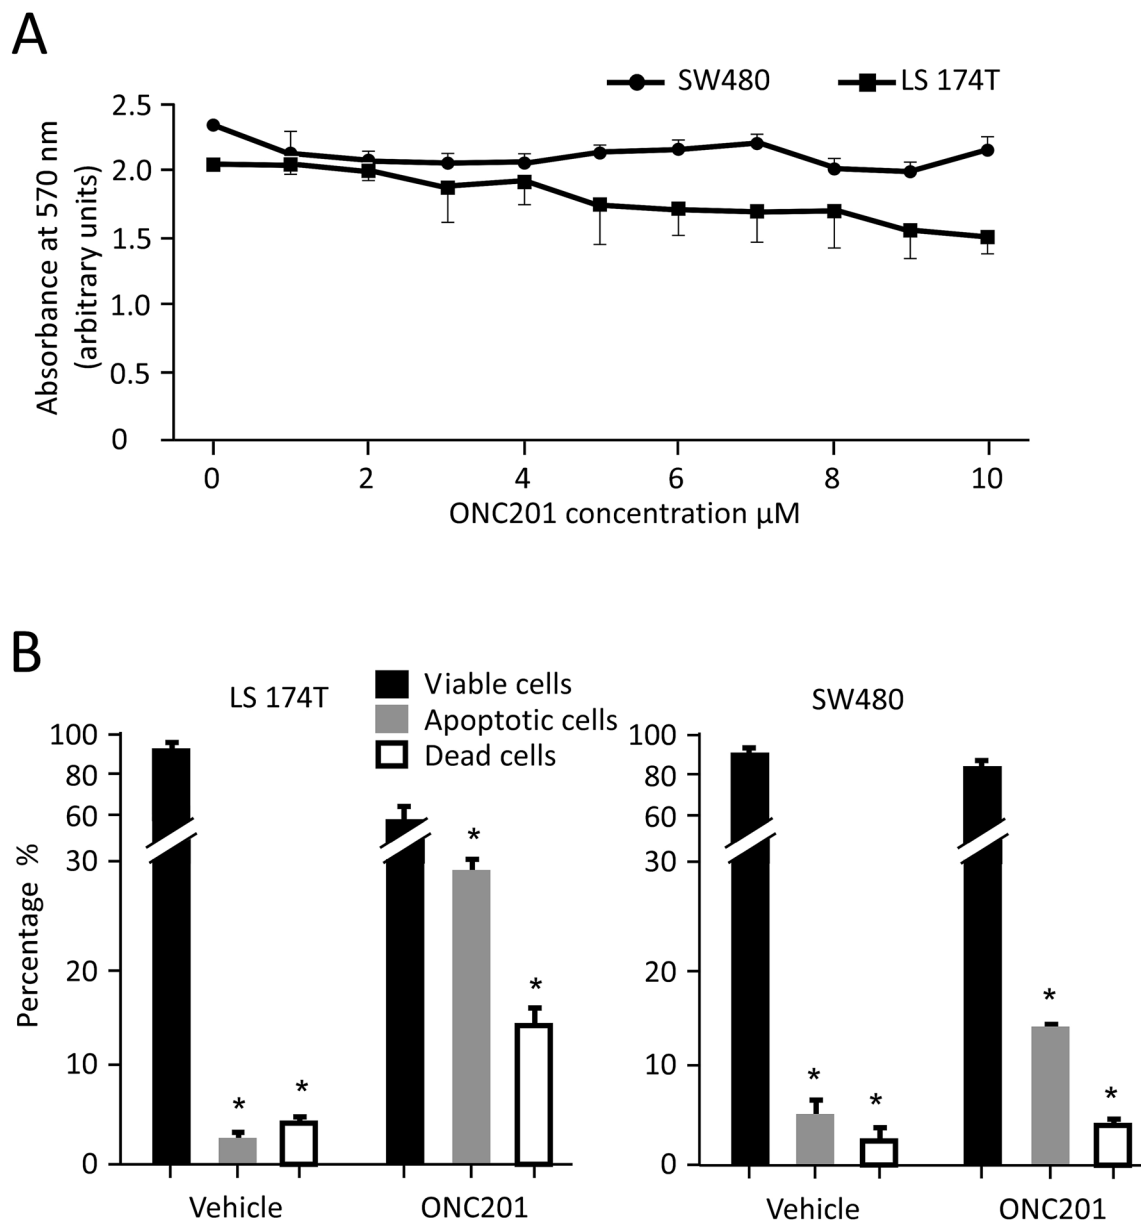 A
SW480
LS 174T
Absorbance at 570 nm
(arbitrary units)
2.5
2.0
1.5
1.0
0.5
0
0 2 4 6 8 10
ONC201 concentration µM
B
LS 174T
Viable cells
Apoptotic cells
Dead cells
SW480
Percentage %
100
80
60
30
20
10
0
* * * *
Vehicle ONC201
100
80
60
30
20
10
0
* * * *
Vehicle ONC201